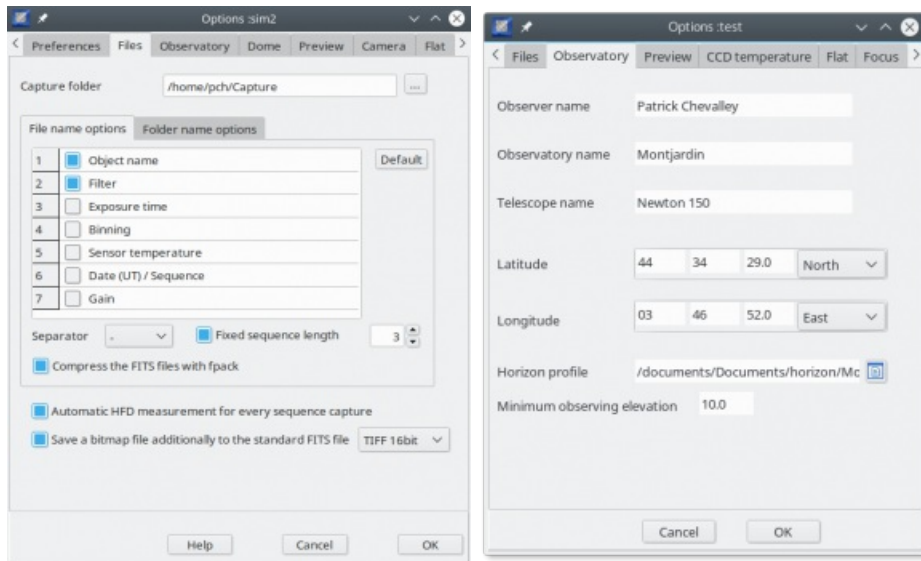 Options :sim2
Preferences Files Observatory Dome Preview Camera Flat
Capture folder /home/pch/Capture ...
File name options Folder name options
1 Object name Default
2 Filter
3 Exposure time
4 Binning
5 Sensor temperature
6 Date (UT) / Sequence
7 Gain
Separator - Fixed sequence length 3
Compress the FITS files with fpack
Automatic HFD measurement for every sequence capture
Save a bitmap file additionally to the standard FITS file TIFF 16bit
Help Cancel OK
Options :test
Files Observatory Preview CCD temperature Flat Focus
Observer name Patrick Chevalley
Observatory name Montjardin
Telescope name Newton 150
Latitude 44 34 29.0 North
Longitude 03 46 52.0 East
Horizon profile /documents/Documents/horizon/Mc
Minimum observing elevation 10.0
Cancel OK